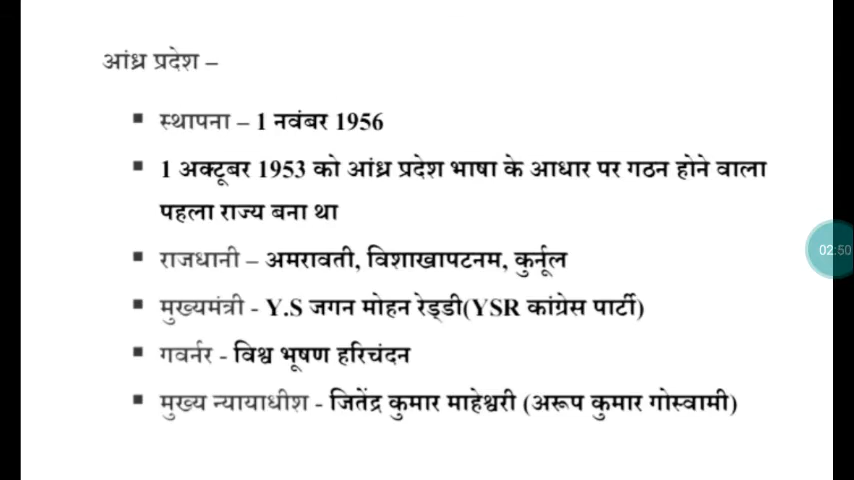 आंध्र प्रदेश –
▪ स्थापना – 1 नवंबर 1956
▪ 1 अक्टूबर 1953 को आंध्र प्रदेश भाषा के आधार पर गठन होने वाला
पहला राज्य बना था
▪ राजधानी – अमरावती, विशाखापटनम, कुर्नूल
▪ मुख्यमंत्री - Y.S जगन मोहन रेड्डी(YSR कांग्रेस पार्टी)
▪ गवर्नर - विश्व भूषण हरिचंदन
▪ मुख्य न्यायाधीश - जितेंद्र कुमार माहेश्वरी (अरूप कुमार गोस्वामी)
02:50